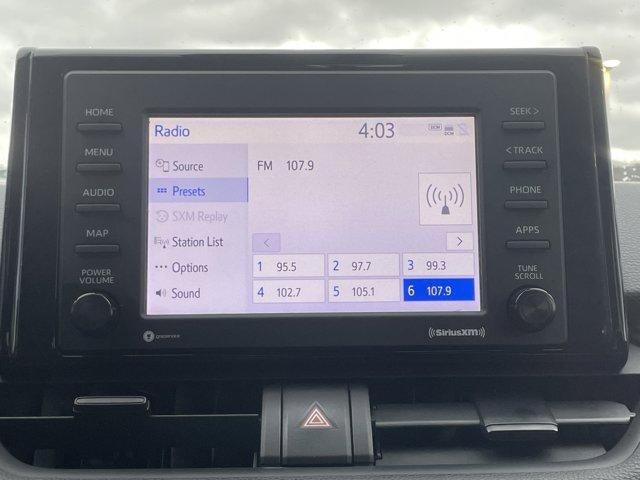 HOME
MENU
AUDIO
MAP
POWER
VOLUME
Radio 4:03
Source
Presets
SXM Replay
Station List
Options
Sound
FM 107.9
<
>
1 95.5
2 97.7
3 99.3
4 102.7
5 105.1
6 107.9
SEEK >
< TRACK
PHONE
APPS
TUNE
SCROLL
((SiriusXM))